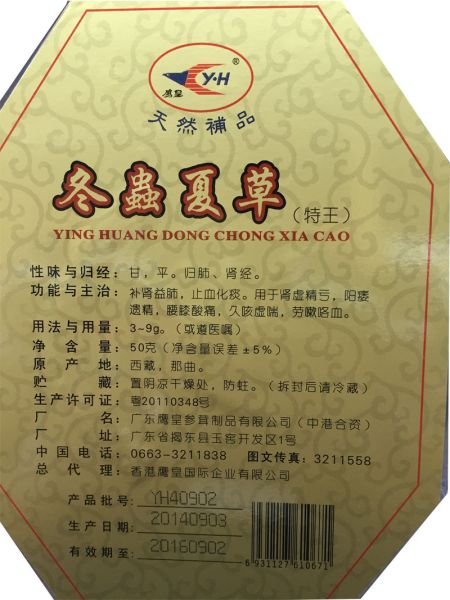 Y·H®
鹰皇
天然補品
冬蟲夏草（特王）
YING HUANG DONG CHONG XIA CAO
性味与归经：甘，平。归肺、肾经。
功能与主治：补肾益肺，止血化痰。用于肾虚精亏，阳痿
遗精，腰膝酸痛，久咳虚喘，劳嗽咯血。
用法与用量：3~9g。（或遵医嘱）
净含量：50克（净含量误差±5%）
原产地：西藏，那曲。
贮藏：置阴凉干燥处，防蛀。（拆封后请冷藏）
生产许可证：粤20110348号
厂名：广东鹰皇参茸制品有限公司（中港合资）
厂址：广东省揭东县玉窖开发区1号
中国电话：0663-3211838 图文传真：3211558
总代理：香港鹰皇国际企业有限公司
产品批号：YH40902
生产日期：20140903
有效期至：20160902
6931127610671